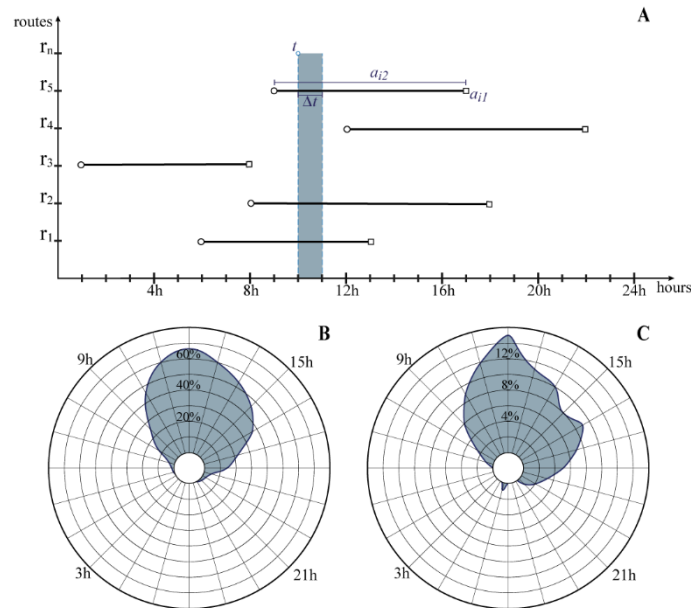 routes
A
rₙ
t
r₅
aᵢ₂
aᵢ₁
Δt
r₄
r₃
r₂
r₁
4h 8h 12h 16h 20h 24h hours
B
C
9h 60% 15h
40%
20%
3h 21h
9h 12% 15h
8%
4%
3h 21h